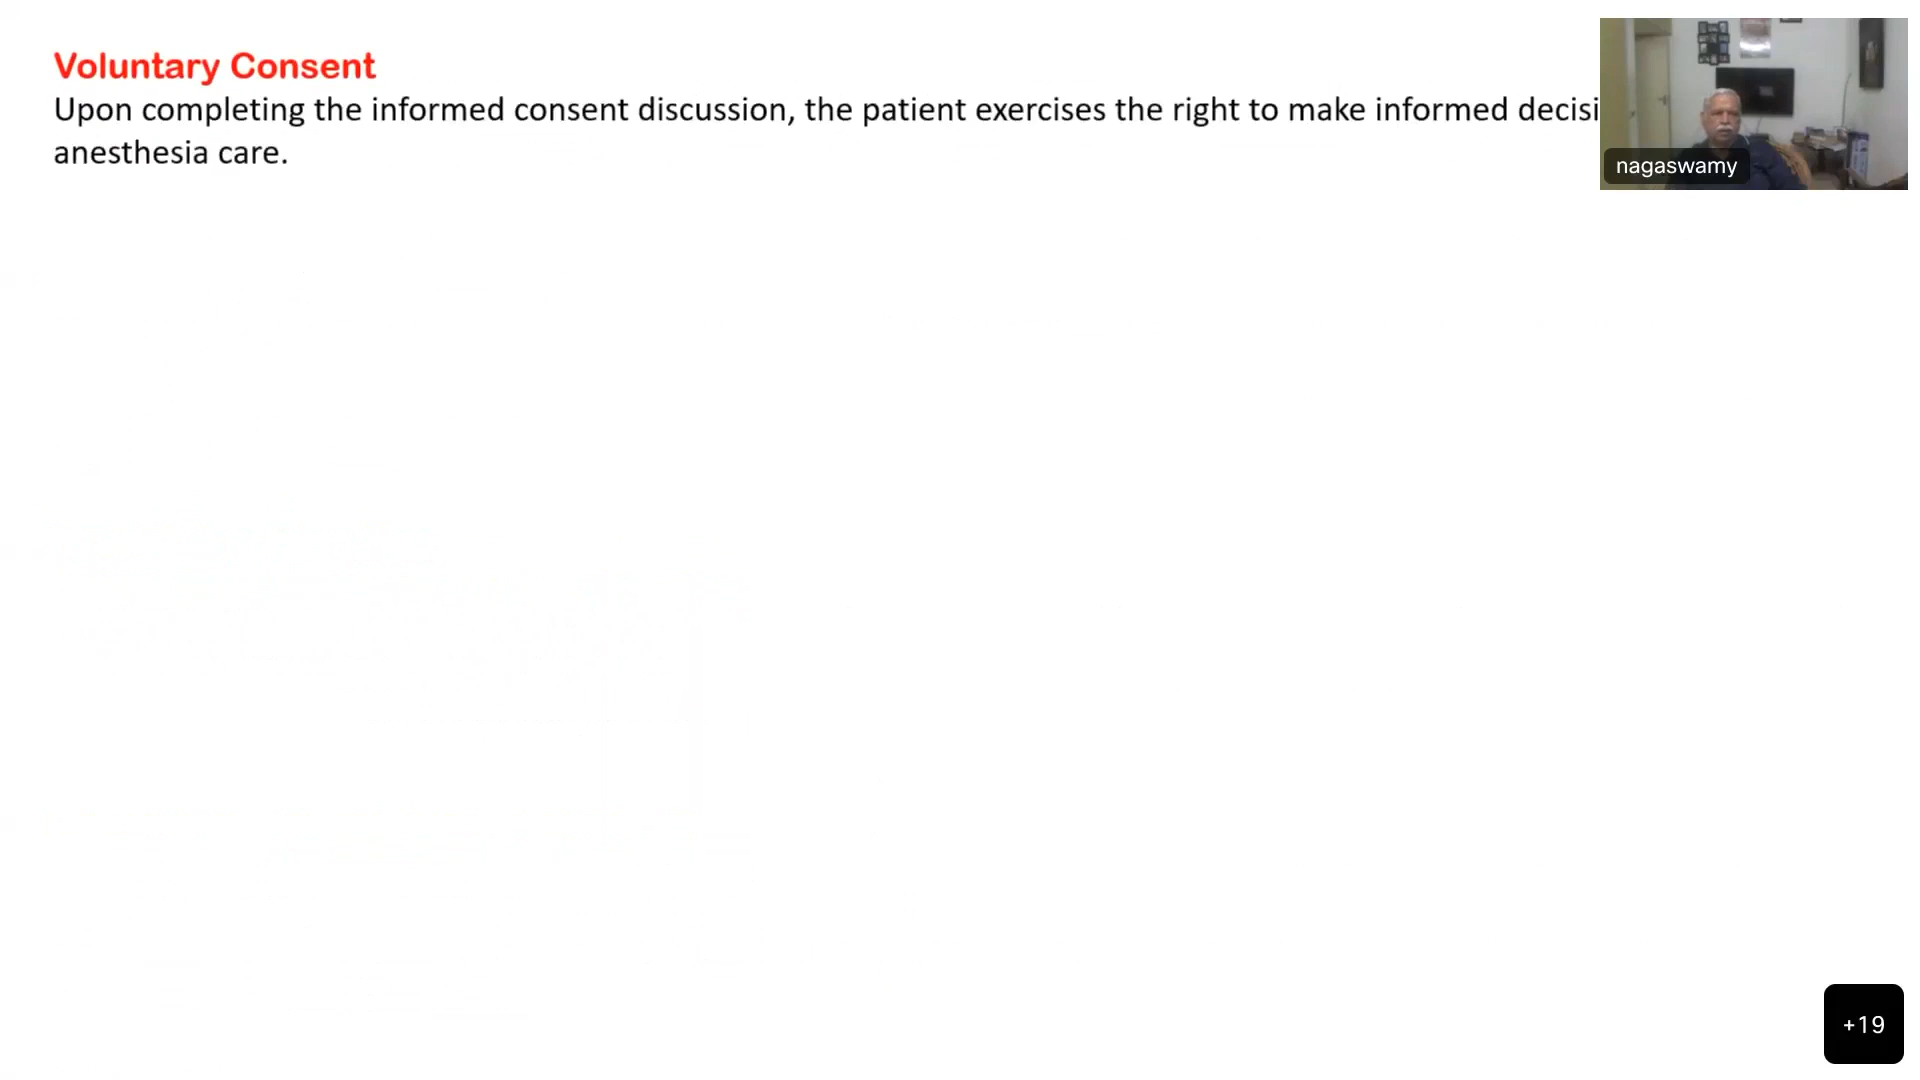 Voluntary Consent
Upon completing the informed consent discussion, the patient exercises the right to make informed decisi
anesthesia care.
nagaswamy
+19